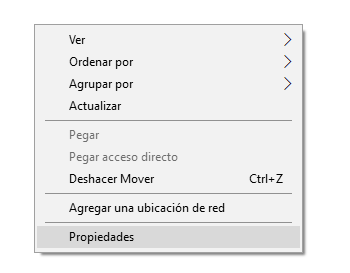 Ver
Ordenar por
Agrupar por
Actualizar
Pegar
Pegar acceso directo
Deshacer Mover Ctrl+Z
Agregar una ubicación de red
Propiedades